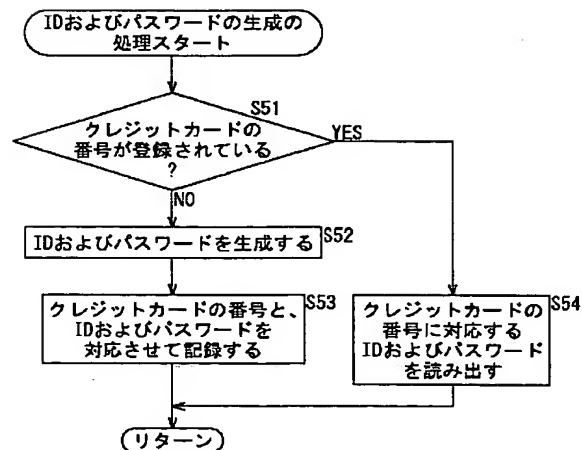 IDおよびパスワードの生成の
処理スタート
S51
クレジットカードの
番号が登録されている
?
YES
NO
IDおよびパスワードを生成する
S52
クレジットカードの番号と、
IDおよびパスワードを
対応させて記録する
S53
クレジットカードの
番号に対応する
IDおよびパスワード
を読み出す
S54
リターン